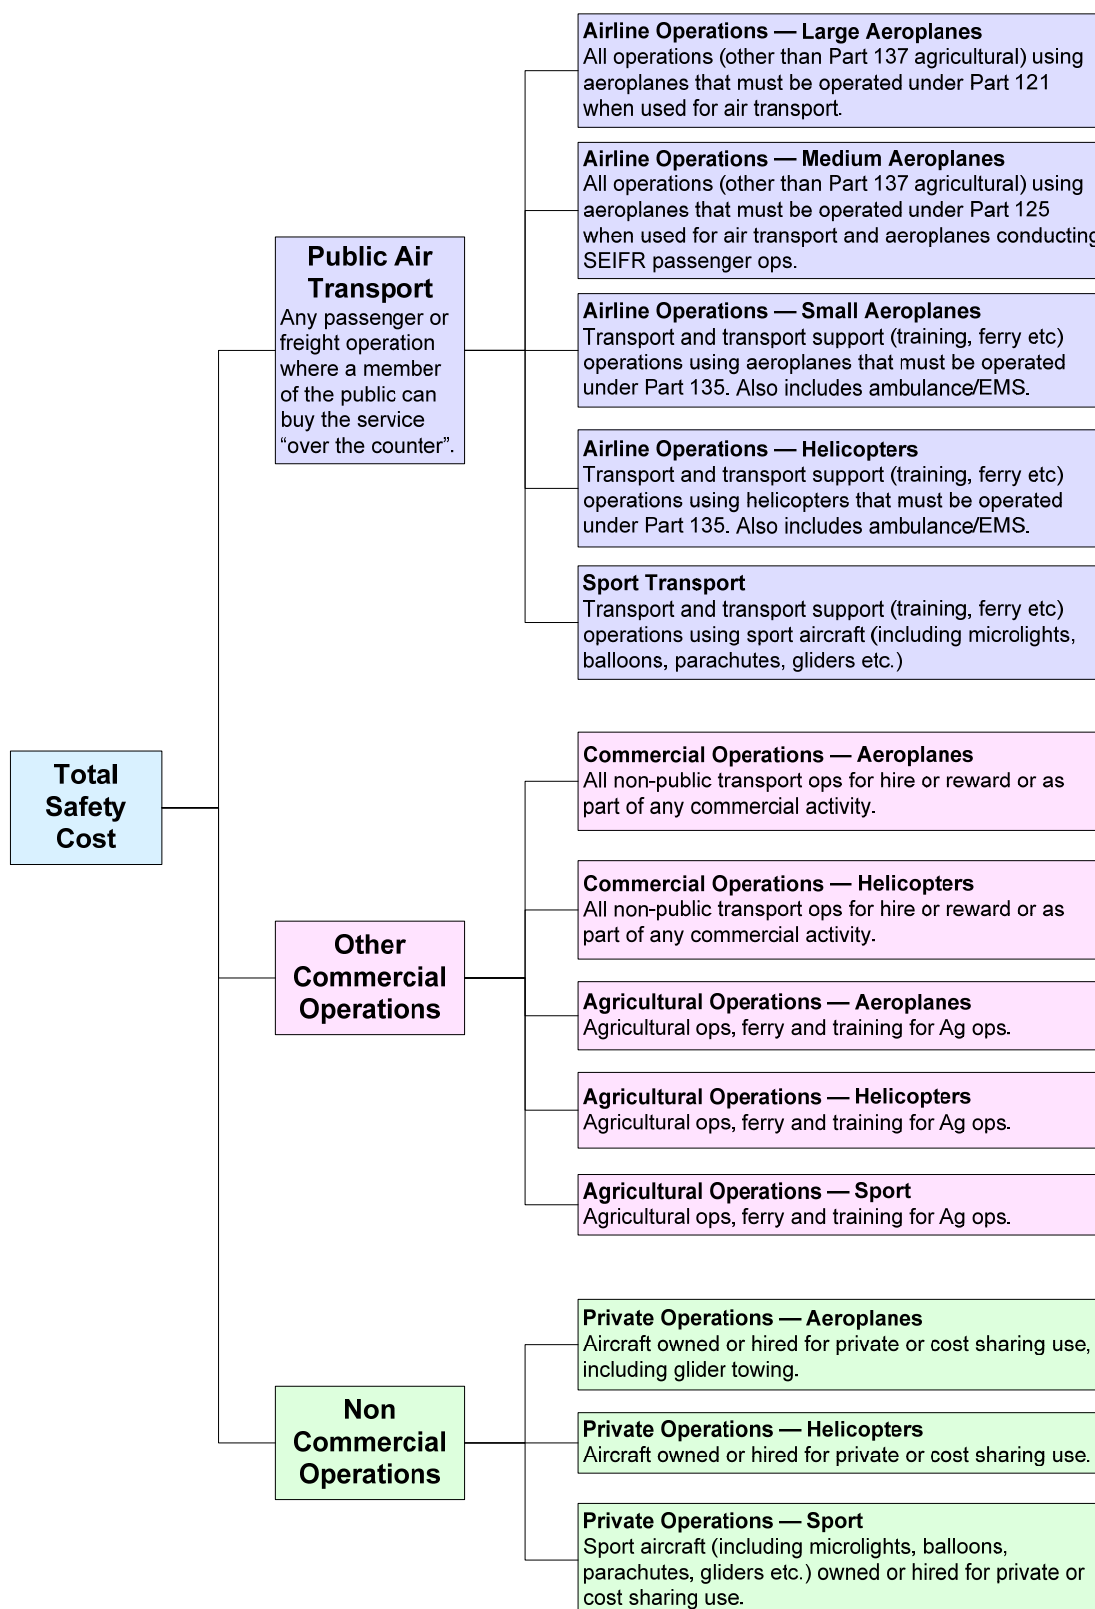 Airline Operations — Large Aeroplanes
All operations (other than Part 137 agricultural) using
aeroplanes that must be operated under Part 121
when used for air transport.
Airline Operations — Medium Aeroplanes
All operations (other than Part 137 agricultural) using
aeroplanes that must be operated under Part 125
when used for air transport and aeroplanes conducting
SEIFR passenger ops.
Public Air
Transport
Any passenger or
freight operation
where a member
of the public can
buy the service
“over the counter”.
Airline Operations — Small Aeroplanes
Transport and transport support (training, ferry etc)
operations using aeroplanes that must be operated
under Part 135. Also includes ambulance/EMS.
Airline Operations — Helicopters
Transport and transport support (training, ferry etc)
operations using helicopters that must be operated
under Part 135. Also includes ambulance/EMS.
Sport Transport
Transport and transport support (training, ferry etc)
operations using sport aircraft (including microlights,
balloons, parachutes, gliders etc.)
Total
Safety
Cost
Commercial Operations — Aeroplanes
All non-public transport ops for hire or reward or as
part of any commercial activity.
Commercial Operations — Helicopters
All non-public transport ops for hire or reward or as
part of any commercial activity.
Other
Commercial
Operations
Agricultural Operations — Aeroplanes
Agricultural ops, ferry and training for Ag ops.
Agricultural Operations — Helicopters
Agricultural ops, ferry and training for Ag ops.
Agricultural Operations — Sport
Agricultural ops, ferry and training for Ag ops.
Private Operations — Aeroplanes
Aircraft owned or hired for private or cost sharing use,
including glider towing.
Non
Commercial
Operations
Private Operations — Helicopters
Aircraft owned or hired for private or cost sharing use.
Private Operations — Sport
Sport aircraft (including microlights, balloons,
parachutes, gliders etc.) owned or hired for private or
cost sharing use.